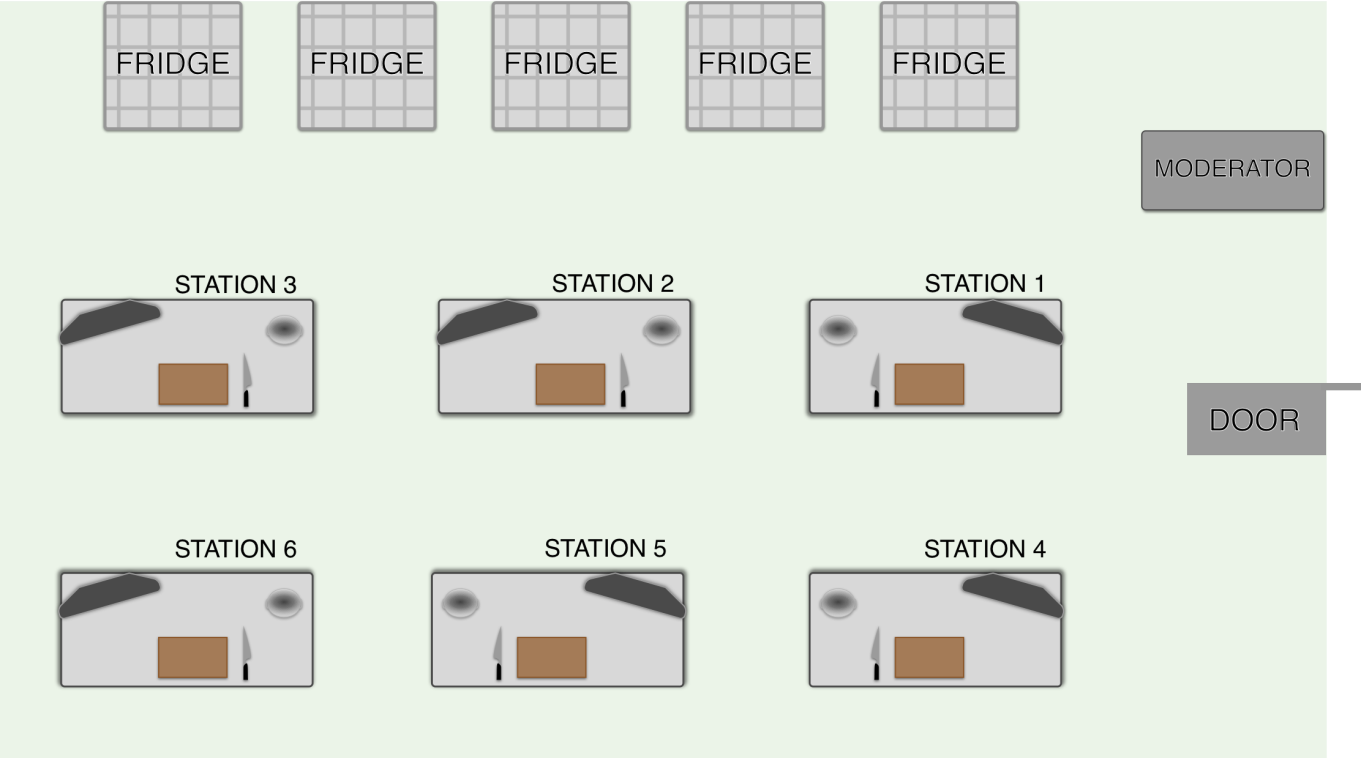 FRIDGE
FRIDGE
FRIDGE
FRIDGE
FRIDGE
MODERATOR
STATION 3
STATION 2
STATION 1
DOOR
STATION 6
STATION 5
STATION 4